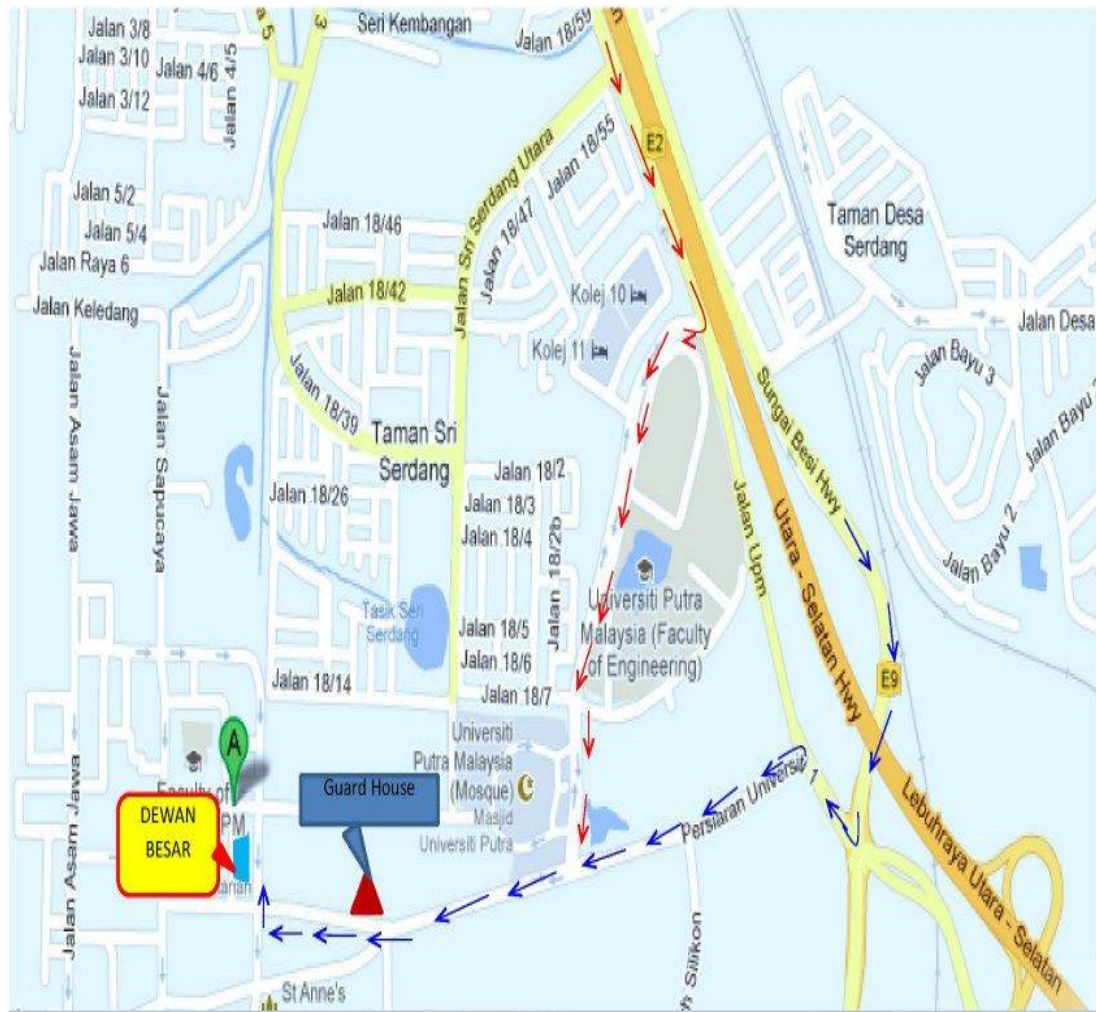 Jalan 3/8
Jalan 3/10
Jalan 4/6
Jalan 3/12
Jalan 4/5
3
Seri Kembangan
Jalan 18/59
Jalan 5/2
Jalan 5/4
Jalan Raya 6
Jalan Keledang
Jalan 18/46
Jalan 18/42
Jalan Sri Serdang Utara
Jalan 18/47
Jalan 18/55
E2
Kolej 10
Kolej 11
Taman Desa
Serdang
Jalan Desa
Jalan Bayu 3
Jalan Bayu 2
Jalan Asam Jawa
Jalan Sapucaya
Jalan 18/39
Taman Sri
Serdang
Jalan 18/26
Jalan 18/2
Jalan 18/3
Jalan 18/4
Jalan 18/2b
Tasik Seri
Serdang
Jalan 18/5
Jalan 18/6
Jalan 18/7
Jalan 18/14
Universiti Putra
Malaysia (Faculty
of Engineering)
Jalan Upm
Sungai Besi Hwy
Utara - Selatan Hwy
E9
Lebuhraya Utara - Selatan
Universiti
Putra Malaysia
(Mosque)
Masjid
Universiti Putra
Persiaran Universiti 1
A
Faculty of
PM
DEWAN
BESAR
Guard House
Jalan Asam Jawa
St Anne's
Silikon